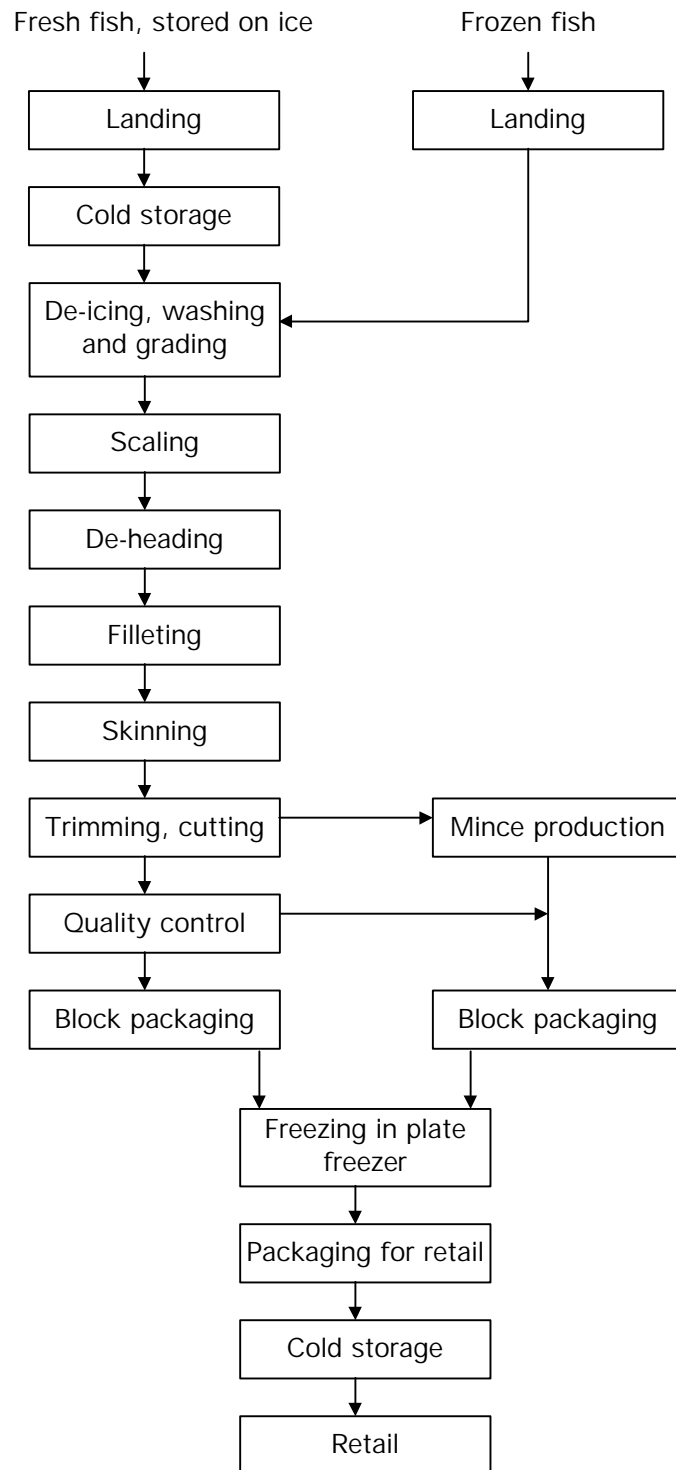 Fresh fish, stored on ice
Frozen fish
Landing
Landing
Cold storage
De-icing, washing
and grading
Scaling
De-heading
Filleting
Skinning
Trimming, cutting
Mince production
Quality control
Block packaging
Block packaging
Freezing in plate
freezer
Packaging for retail
Cold storage
Retail